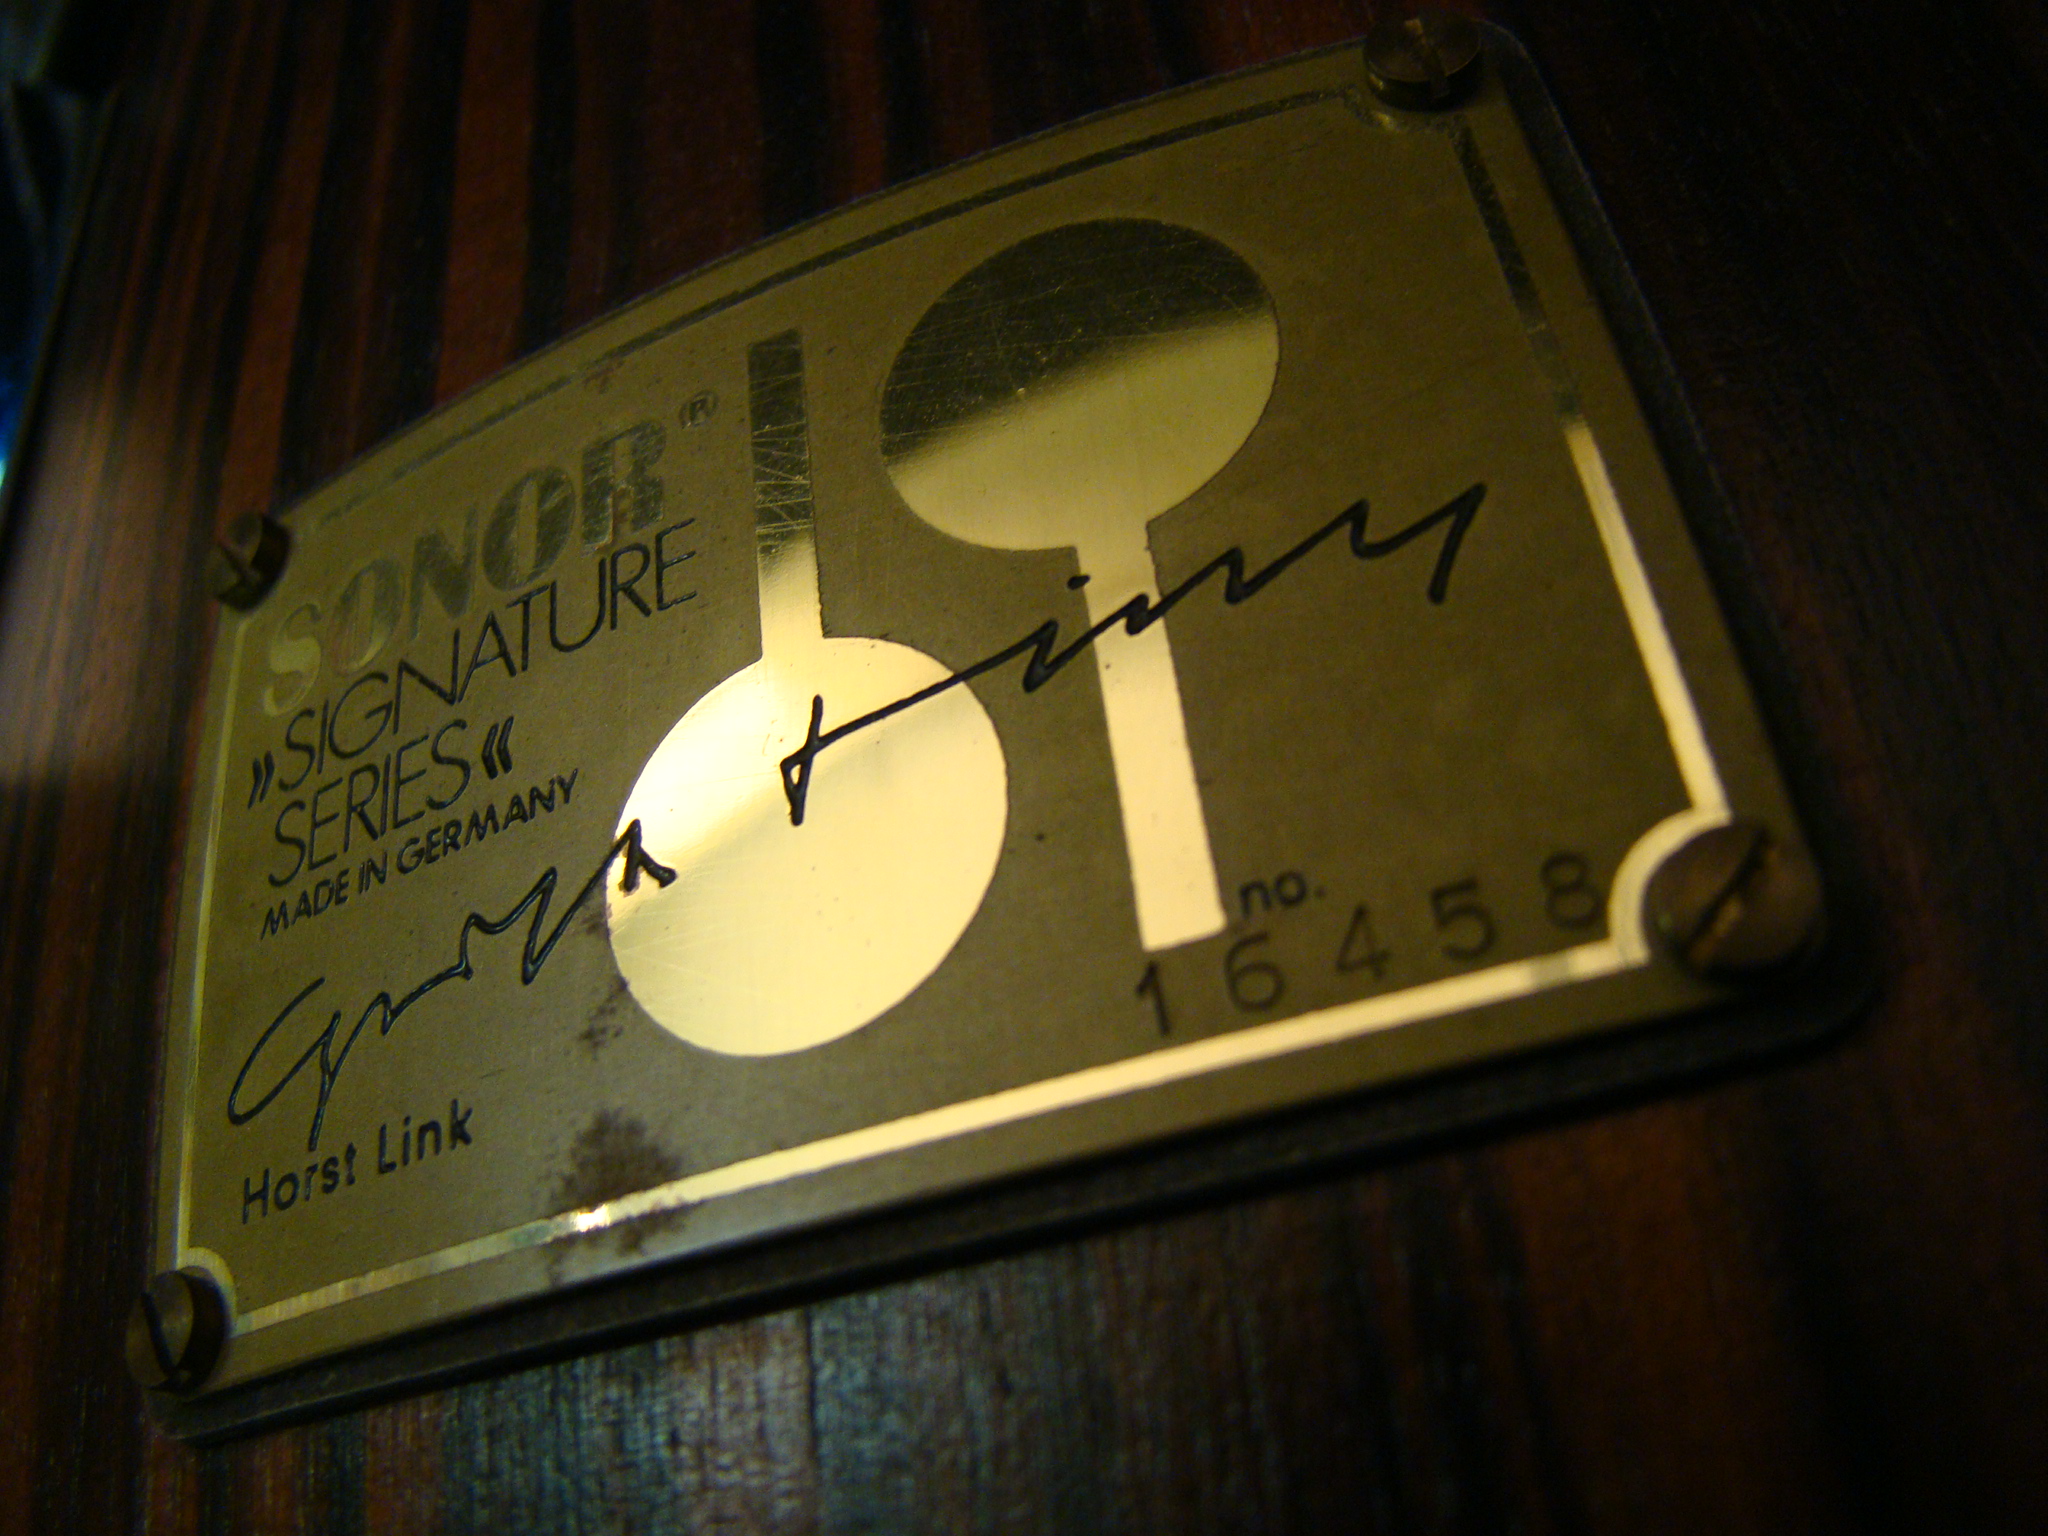 SONOR®
»SIGNATURE
SERIES«
MADE IN GERMANY
Horst Link
no.
16458